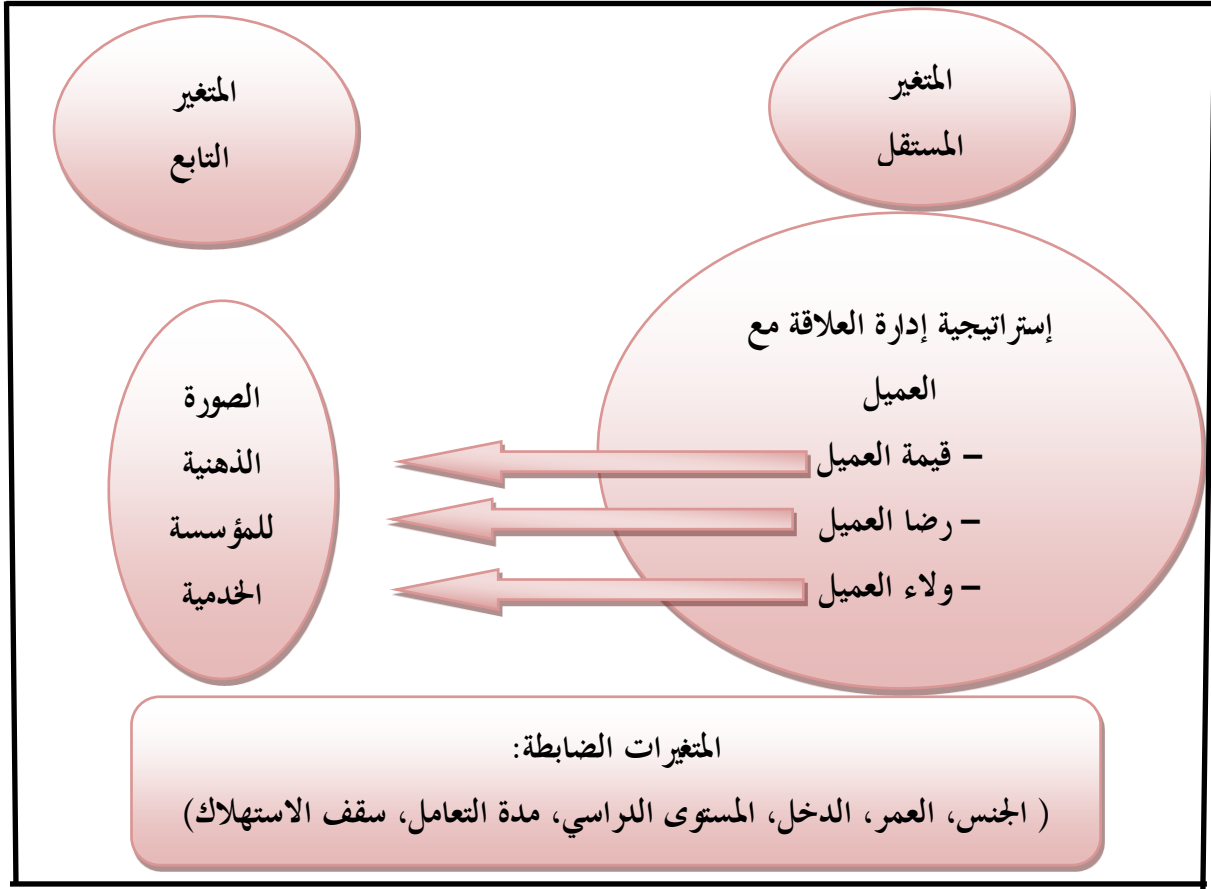 المتغير
المستقل
المتغير
التابع
إستراتيجية إدارة العلاقة مع
العميل
– قيمة العميل
– رضا العميل
– ولاء العميل
الصورة
الذهنية
للمؤسسة
الخدمية
المتغيرات الضابطة:
( الجنس، العمر، الدخل، المستوى الدراسي، مدة التعامل، سقف الاستهلاك)